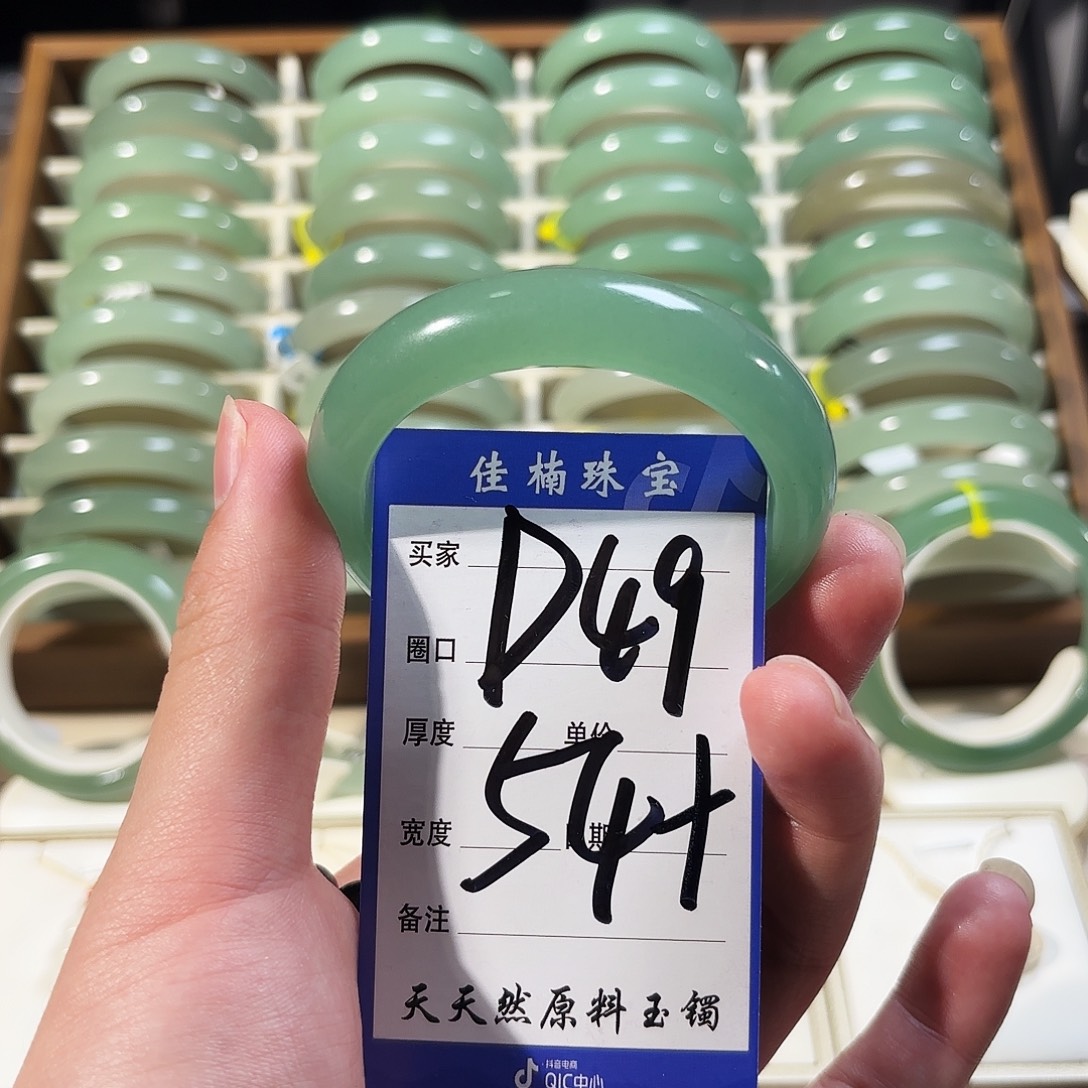 佳楠珠宝
买家 D49
圈口
厚度 单价
54+
宽度 日期
备注
天天然原料玉镯
抖音电商
QIC中心